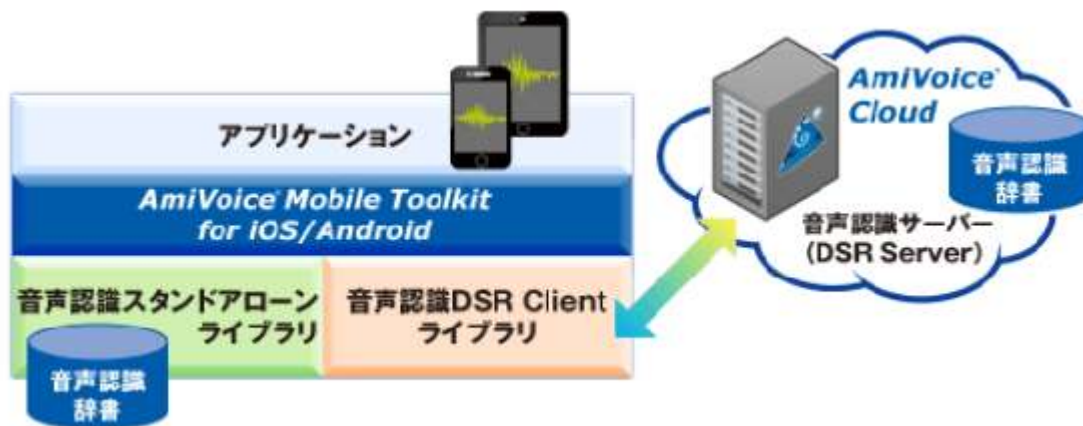 アプリケーション
AmiVoice® Mobile Toolkit
for iOS/Android
音声認識スタンドアローン
ライブラリ
音声認識DSR Client
ライブラリ
音声認識
辞書
AmiVoice®
Cloud
音声認識
辞書
音声認識サーバー
(DSR Server)